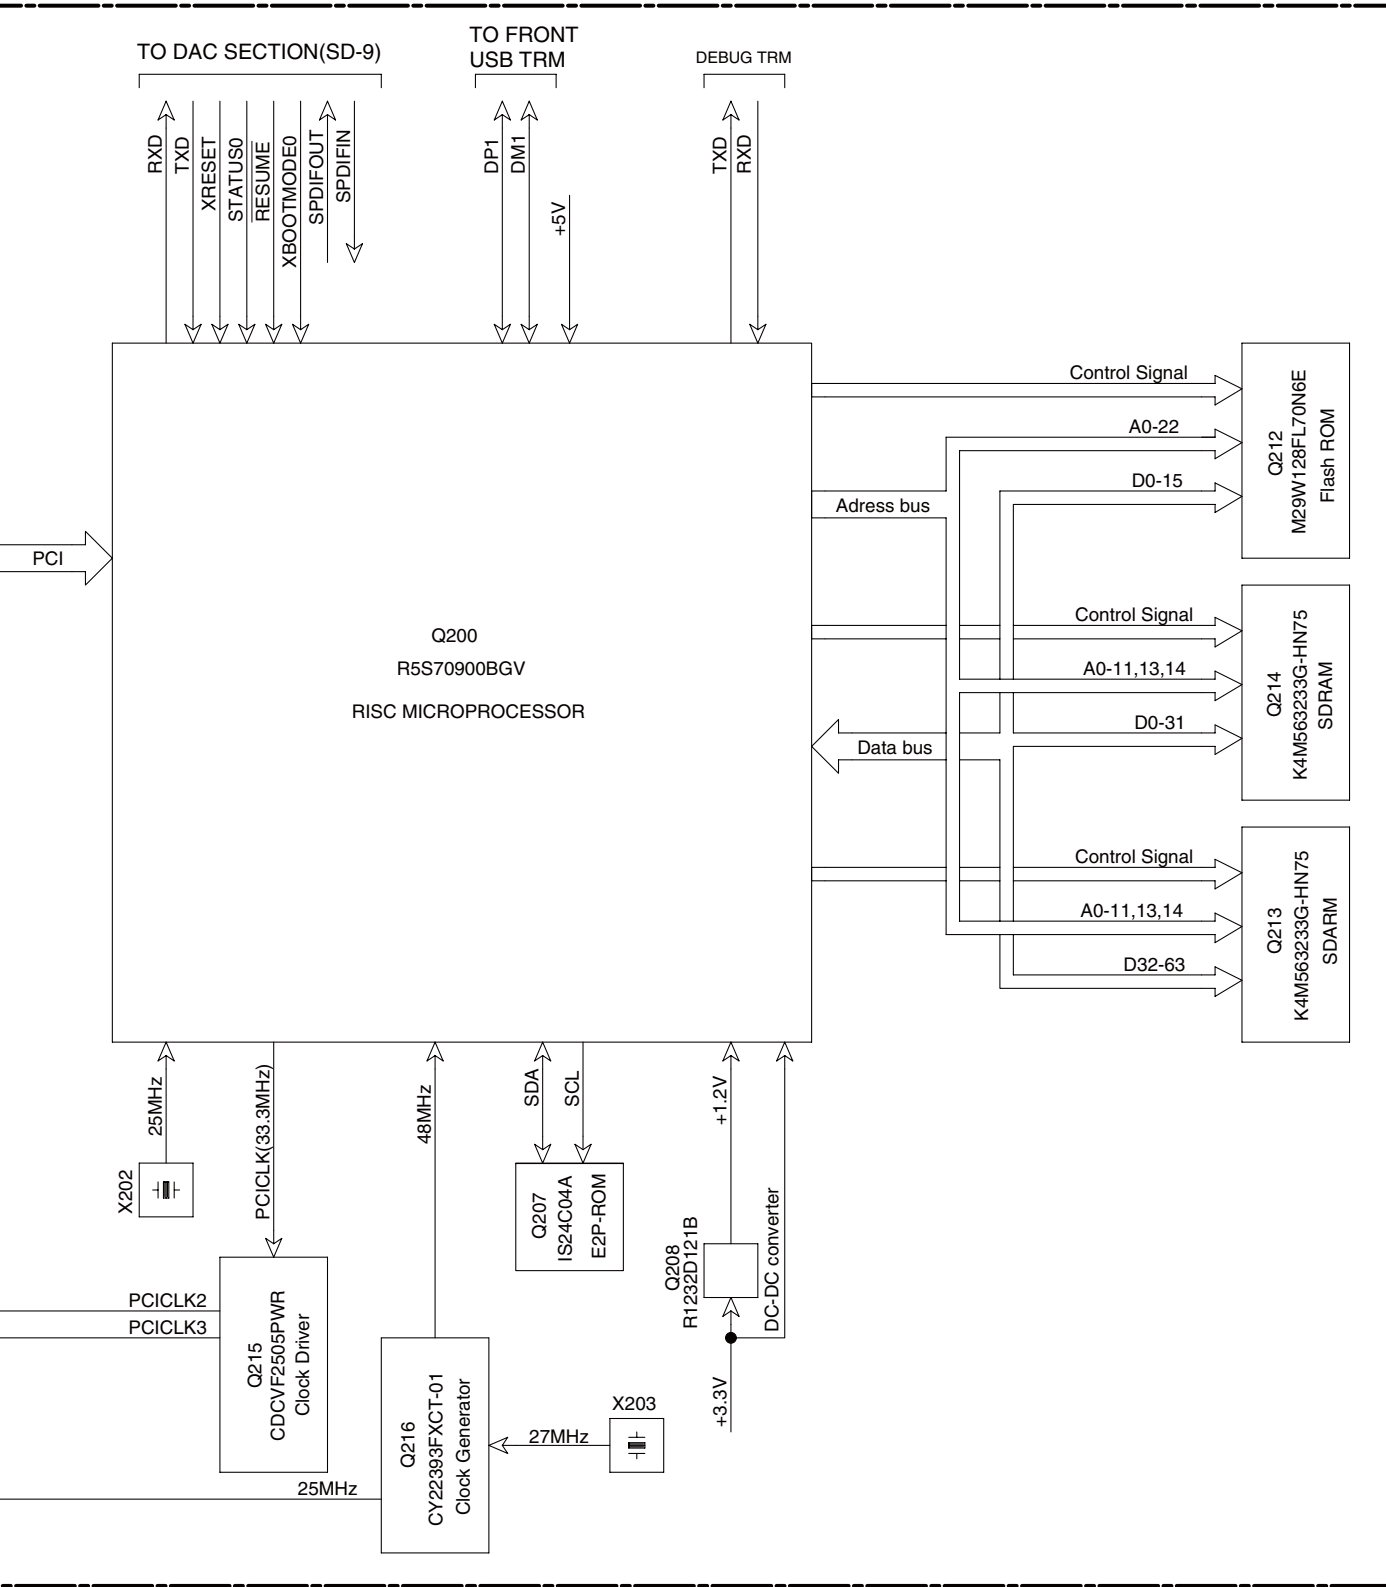 TO DAC SECTION(SD-9)
TO FRONT
USB TRM
DEBUG TRM
RXD
TXD
XRESET
STATUS0
RESUME
XBOOTMODE0
SPDIFOUT
SPDIFIN
DP1
DM1
+5V
TXD
RXD
Control Signal
A0-22
D0-15
Adress bus
Q212
M29W128FL70N6E
Flash ROM
PCI
Q200
R5S70900BGV
RISC MICROPROCESSOR
Control Signal
A0-11,13,14
D0-31
Data bus
Q214
K4M563233G-HN75
SDRAM
Control Signal
A0-11,13,14
D32-63
Q213
K4M563233G-HN75
SDARM
25MHz
X202
PCICLK(33.3MHz)
48MHz
SDA
SCL
Q207
IS24C04A
E2P-ROM
+1.2V
Q208
R1232D121B
DC-DC converter
+3.3V
PCICLK2
PCICLK3
Q215
CDCVF2505PWR
Clock Driver
Q216
CY22393FXCT-01
Clock Generator
27MHz
X203
25MHz